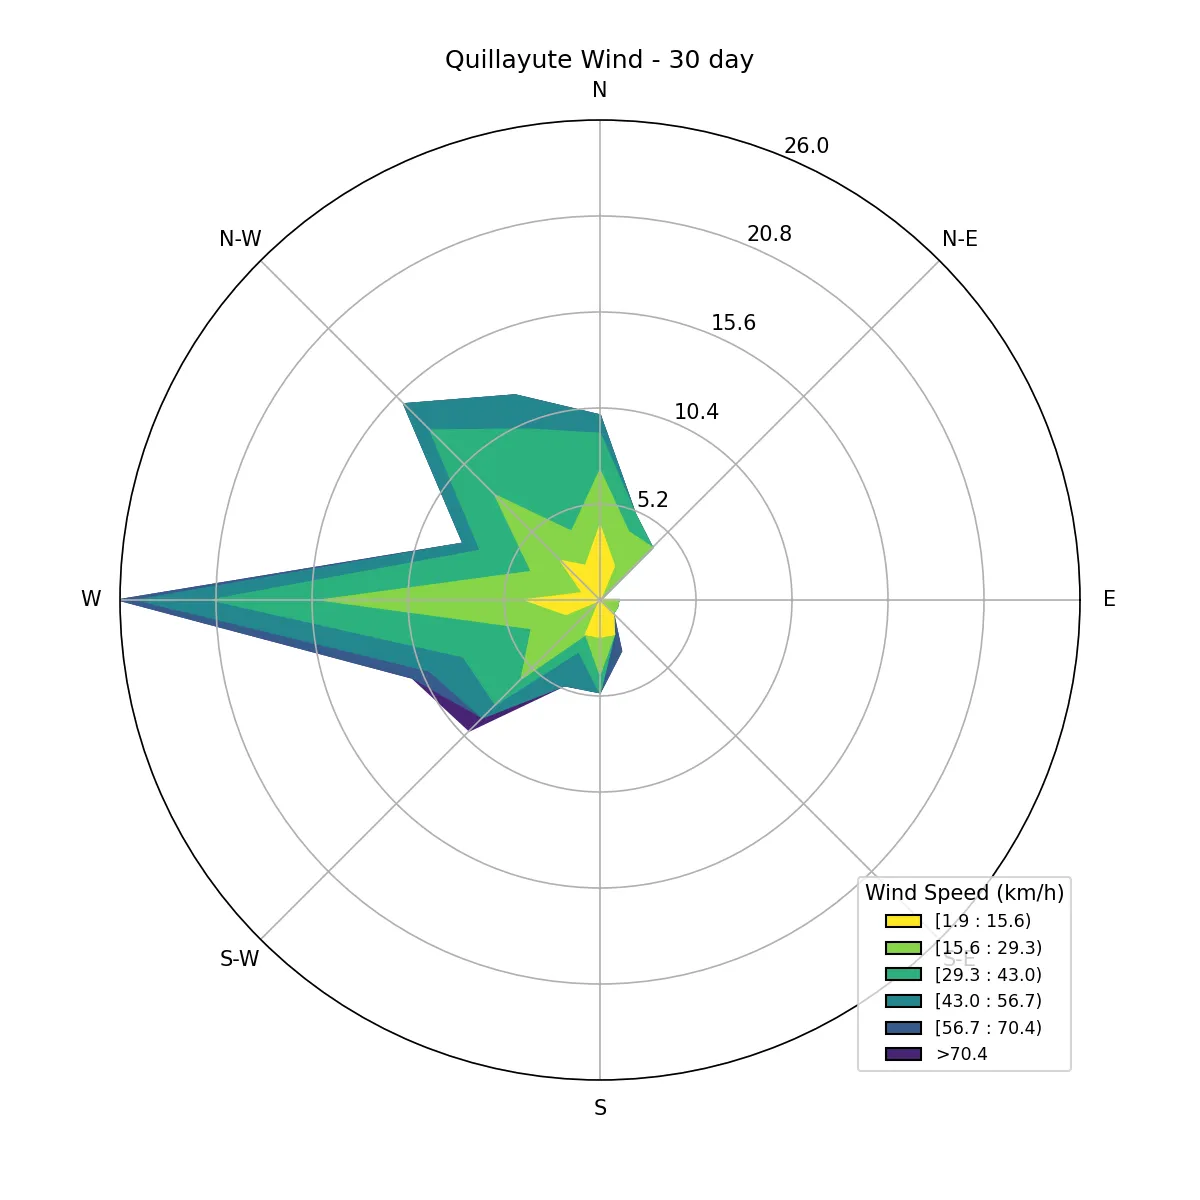 Quillayute Wind - 30 day
N
26.0
N-W
N-E
20.8
15.6
10.4
5.2
W
E
S-W
S-E
S
Wind Speed (km/h)
[1.9 : 15.6)
[15.6 : 29.3)
[29.3 : 43.0)
[43.0 : 56.7)
[56.7 : 70.4)
>70.4